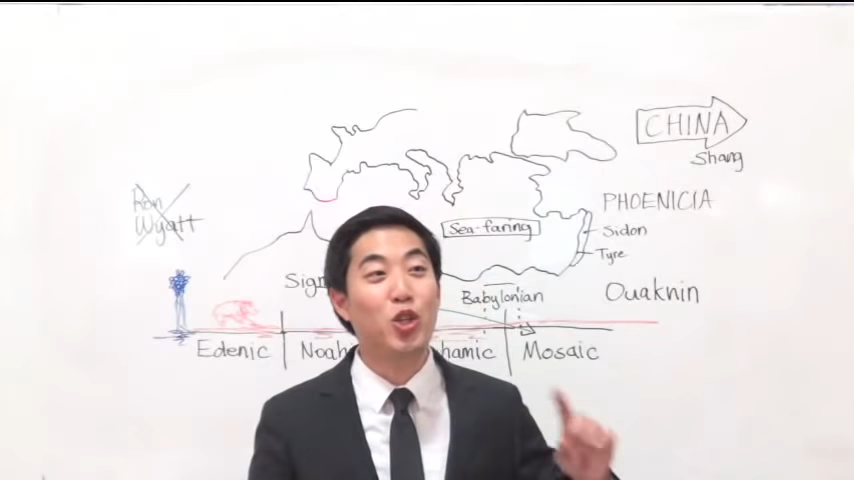 CHINA
Shang
Ron
Wyatt
PHOENICIA
Sea-faring
Sidon
Tyre
Babylonian
Ouaknin
Edenic
Mosaic